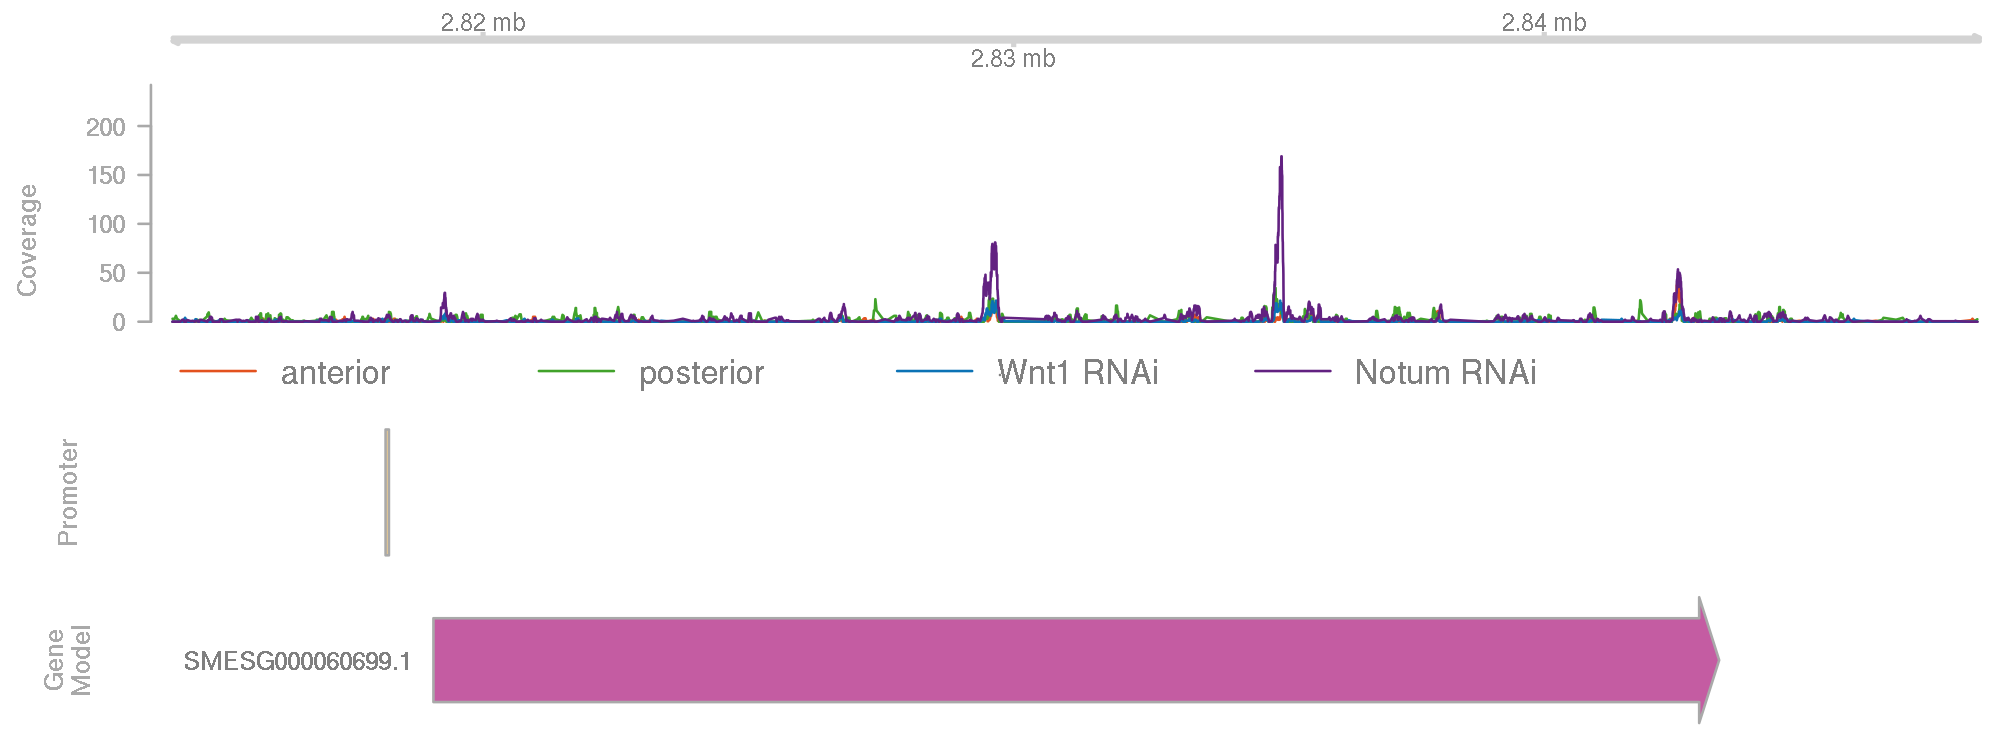 2.82 mb
2.84 mb
2.83 mb
Coverage
200
150
100
50
0
anterior posterior Wnt1 RNAi Notum RNAi
Promoter
Gene
Model
SMESG000060699.1